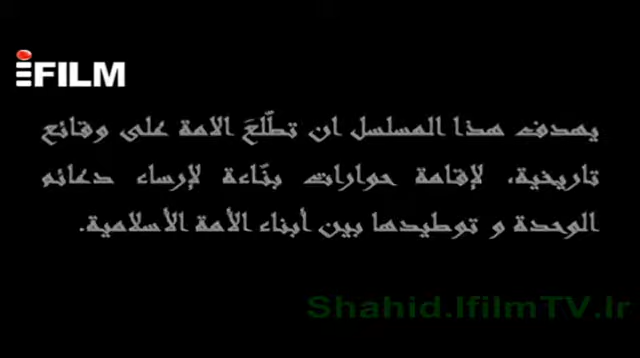 iFILM
يهدف هذا المسلسل ان تطّلعَ الامة على وقائع
تاريخية، لإقامة حوارات بنّاءة لإرساء دعائم
الوحدة و توطيدها بين أبناء الأمة الأسلامية.
Shahid.IfilmTV.Ir